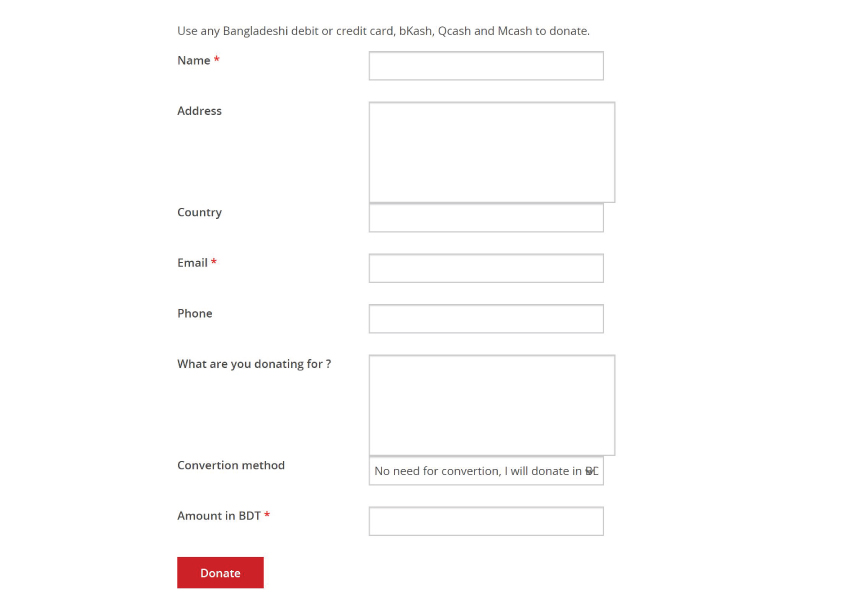 Use any Bangladeshi debit or credit card, bKash, Qcash and Mcash to donate.
Name *
Address
Country
Email *
Phone
What are you donating for ?
Convertion method
No need for convertion, I will donate in
Amount in BDT *
Donate